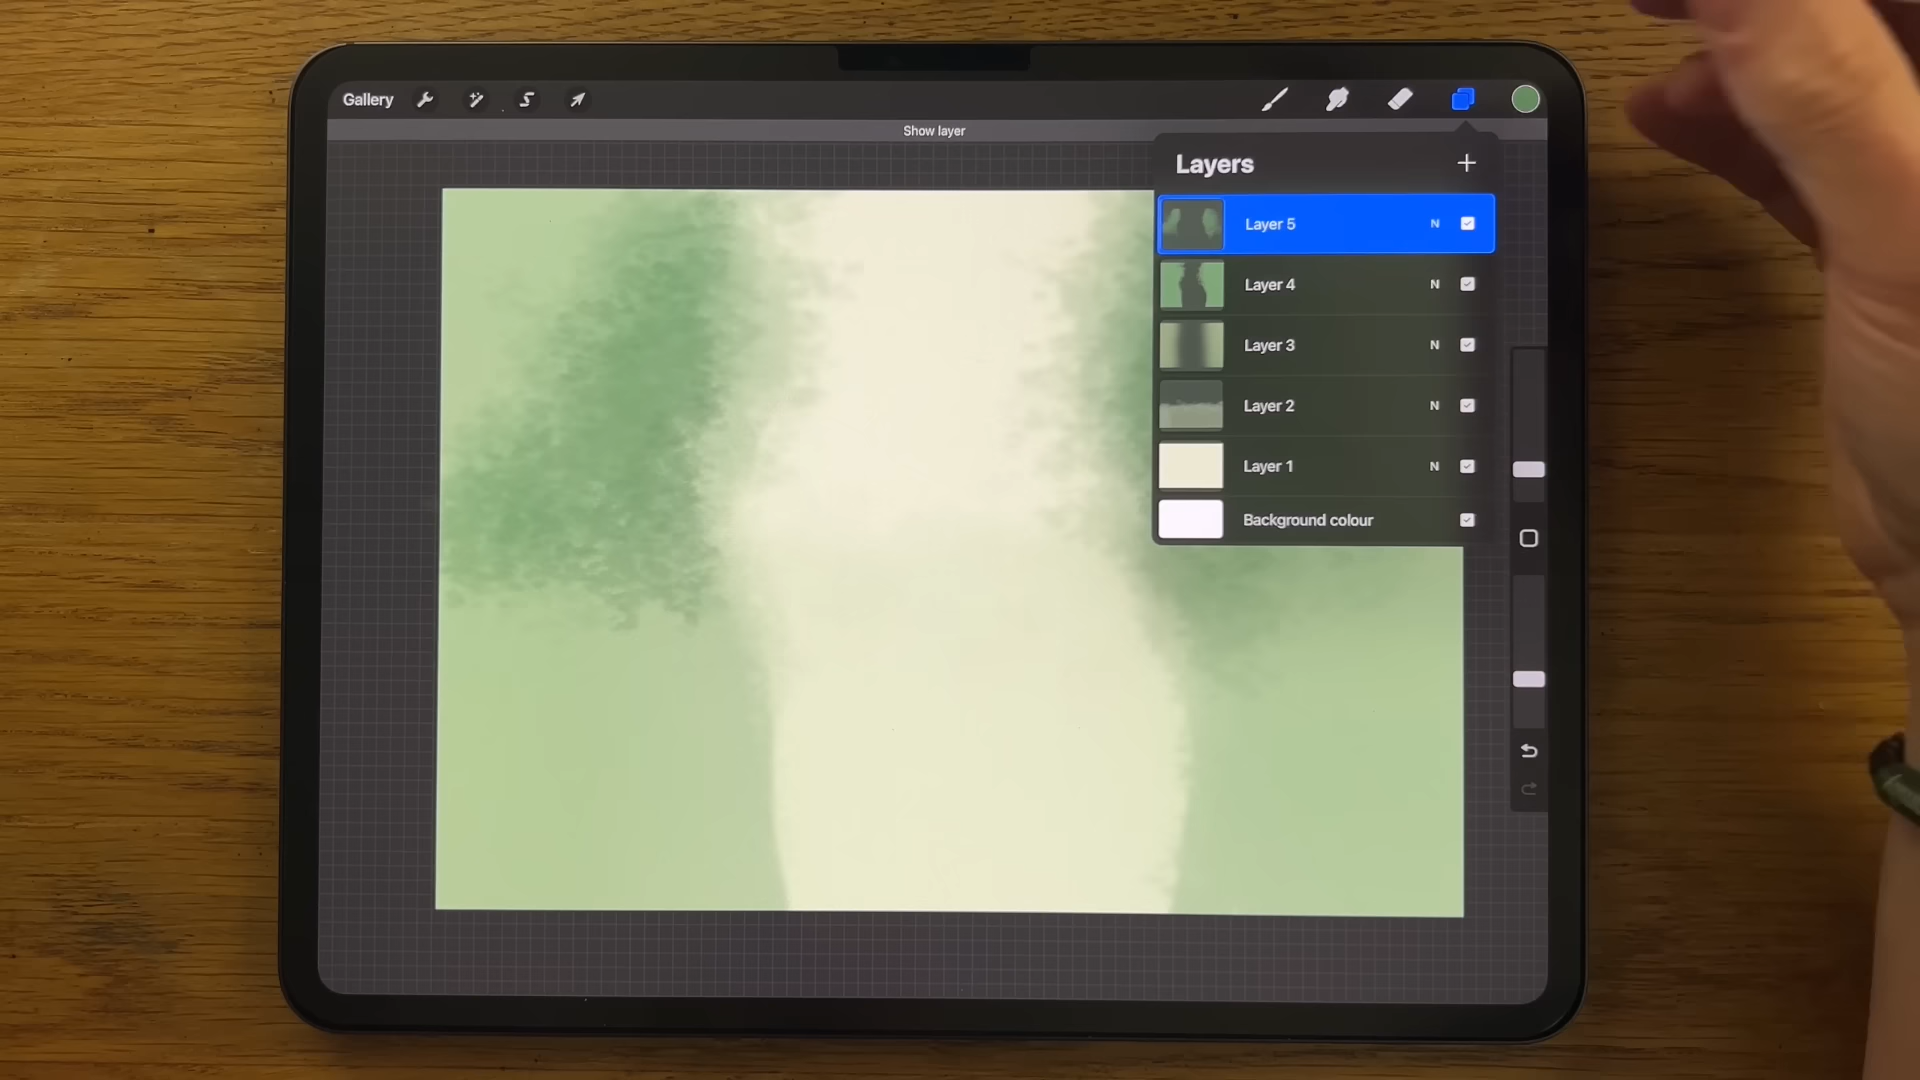 Gallery
Show layer
Layers
Layer 5 N
Layer 4 N
Layer 3 N
Layer 2 N
Layer 1 N
Background colour